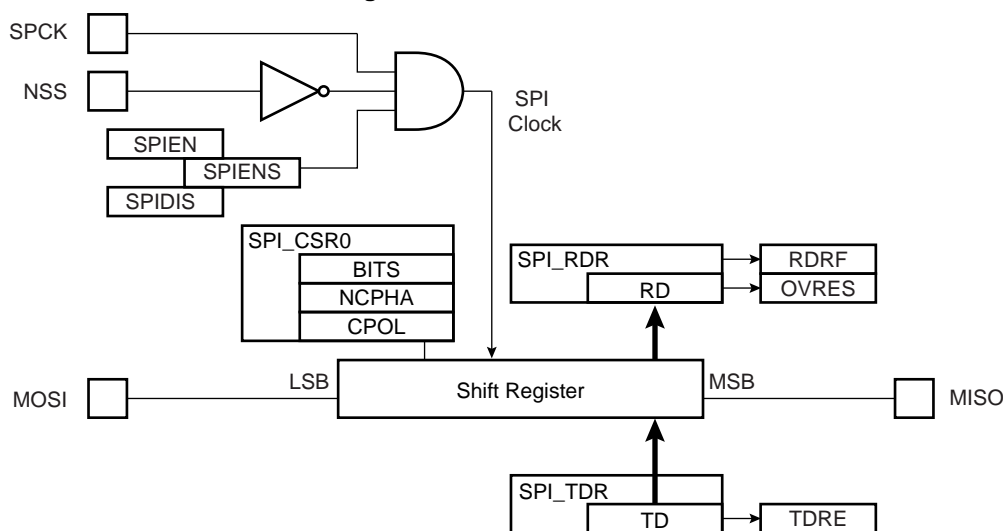 SPCK
NSS
SPI
Clock
SPIEN
SPIENS
SPIDIS
SPI_CSR0
BITS
NCPHA
CPOL
SPI_RDR
RD
RDRF
OVRES
MOSI
LSB
Shift Register
MSB
MISO
SPI_TDR
TD
TDRE